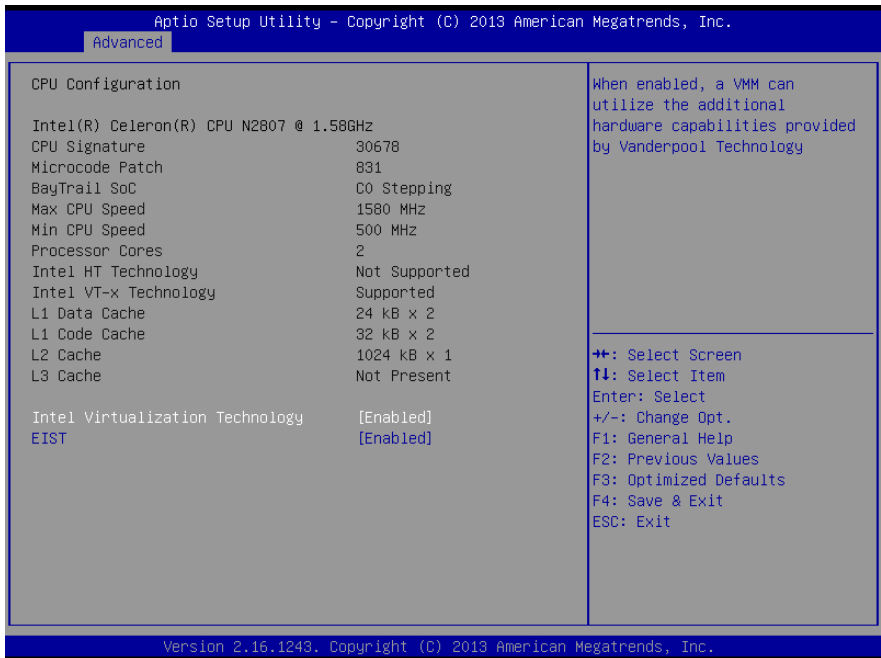 Aptio Setup Utility – Copyright (C) 2013 American Megatrends, Inc.
Advanced
CPU Configuration
Intel(R) Celeron(R) CPU N2807 @ 1.58GHz
CPU Signature 30678
Microcode Patch 831
BayTrail SoC C0 Stepping
Max CPU Speed 1580 MHz
Min CPU Speed 500 MHz
Processor Cores 2
Intel HT Technology Not Supported
Intel VT-x Technology Supported
L1 Data Cache 24 kB x 2
L1 Code Cache 32 kB x 2
L2 Cache 1024 kB x 1
L3 Cache Not Present
Intel Virtualization Technology [Enabled]
EIST [Enabled]
When enabled, a VMM can
utilize the additional
hardware capabilities provided
by Vanderpool Technology
→←: Select Screen
↑↓: Select Item
Enter: Select
+/-: Change Opt.
F1: General Help
F2: Previous Values
F3: Optimized Defaults
F4: Save & Exit
ESC: Exit
Version 2.16.1243. Copyright (C) 2013 American Megatrends, Inc.